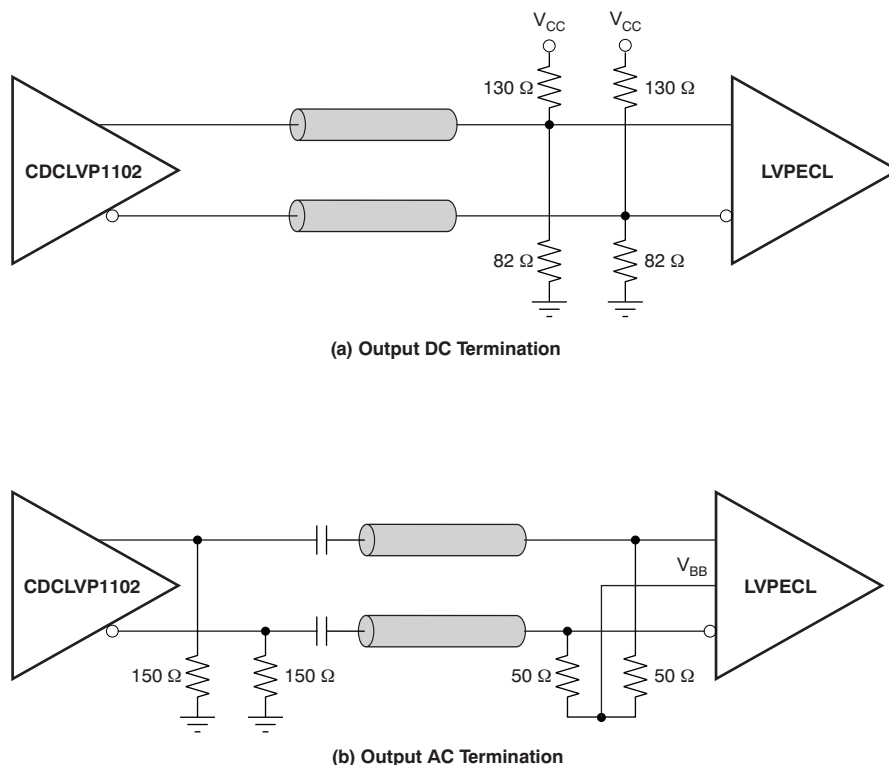 V_CC V_CC
130 Ω 130 Ω
CDCLVP1102 LVPECL
82 Ω 82 Ω
(a) Output DC Termination
V_BB
CDCLVP1102 LVPECL
150 Ω 150 Ω 50 Ω 50 Ω
(b) Output AC Termination